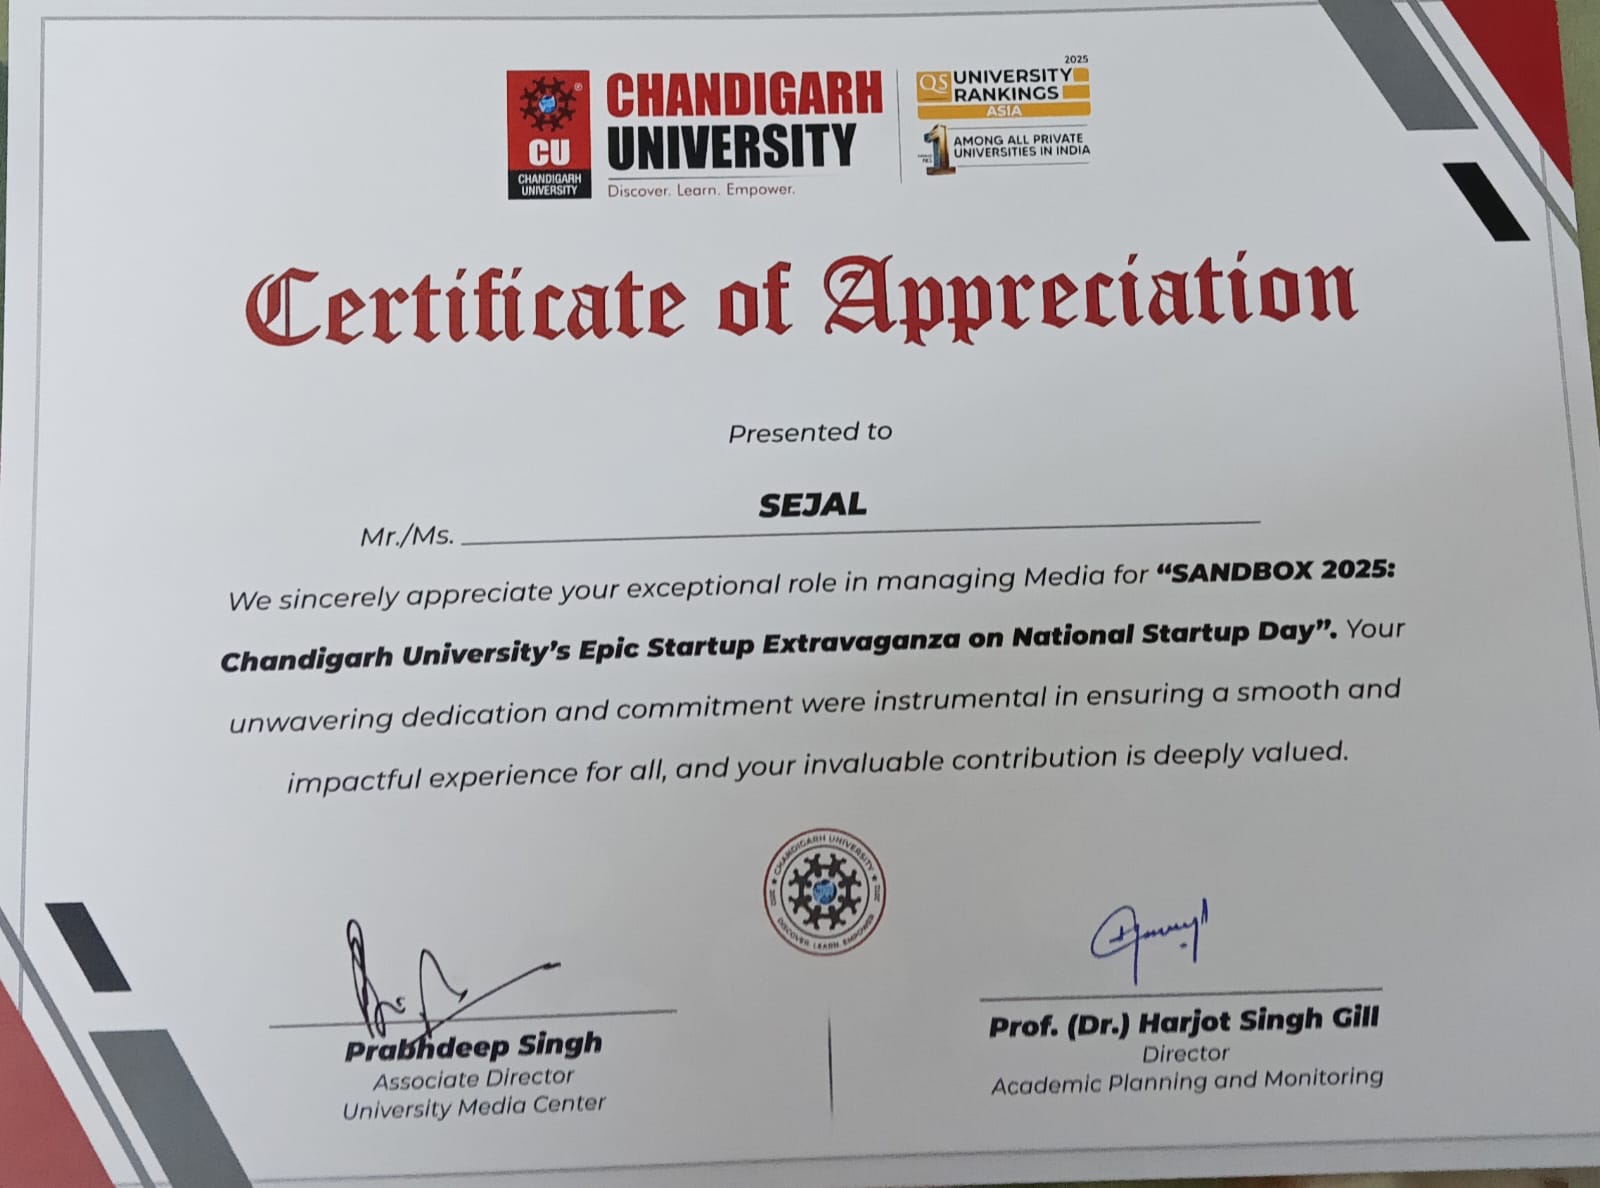 CU
CHANDIGARH
UNIVERSITY
CHANDIGARH
UNIVERSITY
Discover. Learn. Empower.
2025
QS UNIVERSITY
RANKINGS
ASIA
1 AMONG ALL PRIVATE
UNIVERSITIES IN INDIA
Certificate of Appreciation
Presented to
SEJAL
Mr./Ms.
We sincerely appreciate your exceptional role in managing Media for “SANDBOX 2025:
Chandigarh University’s Epic Startup Extravaganza on National Startup Day”. Your
unwavering dedication and commitment were instrumental in ensuring a smooth and
impactful experience for all, and your invaluable contribution is deeply valued.
CHANDIGARH UNIVERSITY
DISCOVER. LEARN. EMPOWER
Prabhdeep Singh
Associate Director
University Media Center
Prof. (Dr.) Harjot Singh Gill
Director
Academic Planning and Monitoring